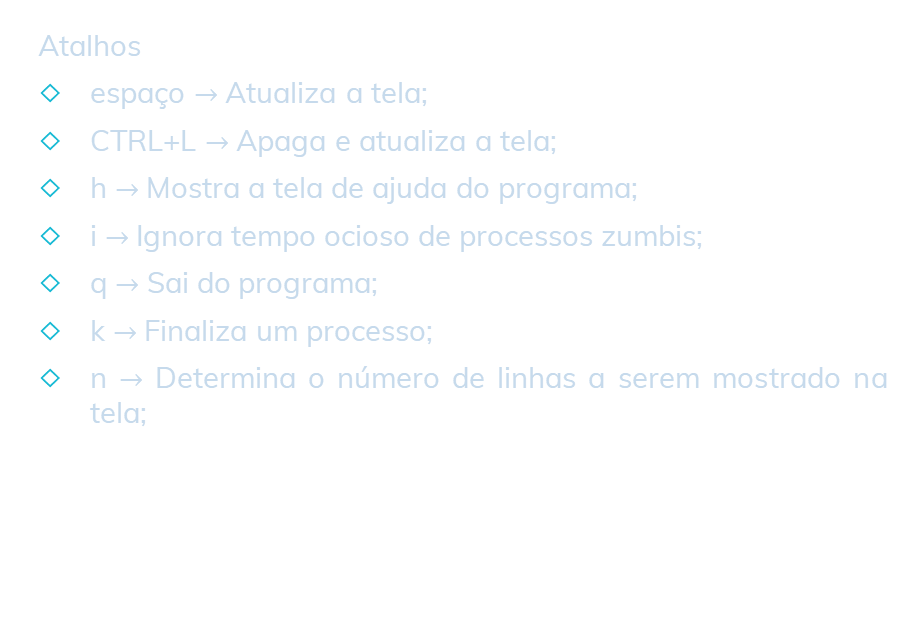 Atalhos
espaço → Atualiza a tela;
CTRL+L → Apaga e atualiza a tela;
h → Mostra a tela de ajuda do programa;
i → Ignora tempo ocioso de processos zumbis;
q → Sai do programa;
k → Finaliza um processo;
n → Determina o número de linhas a serem mostrado na
tela;